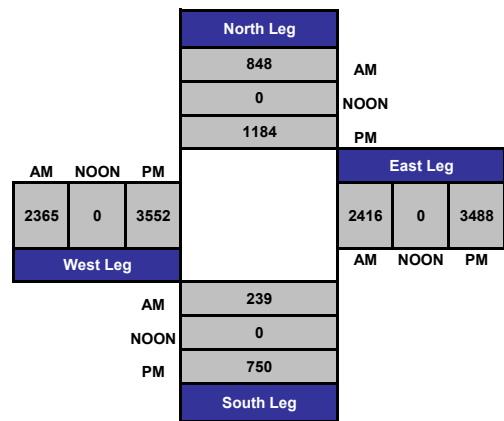 North Leg
848
AM
0
NOON
1184
PM
AM NOON PM
East Leg
2365 0 3552
2416 0 3488
West Leg
AM NOON PM
AM
239
NOON
0
PM
750
South Leg